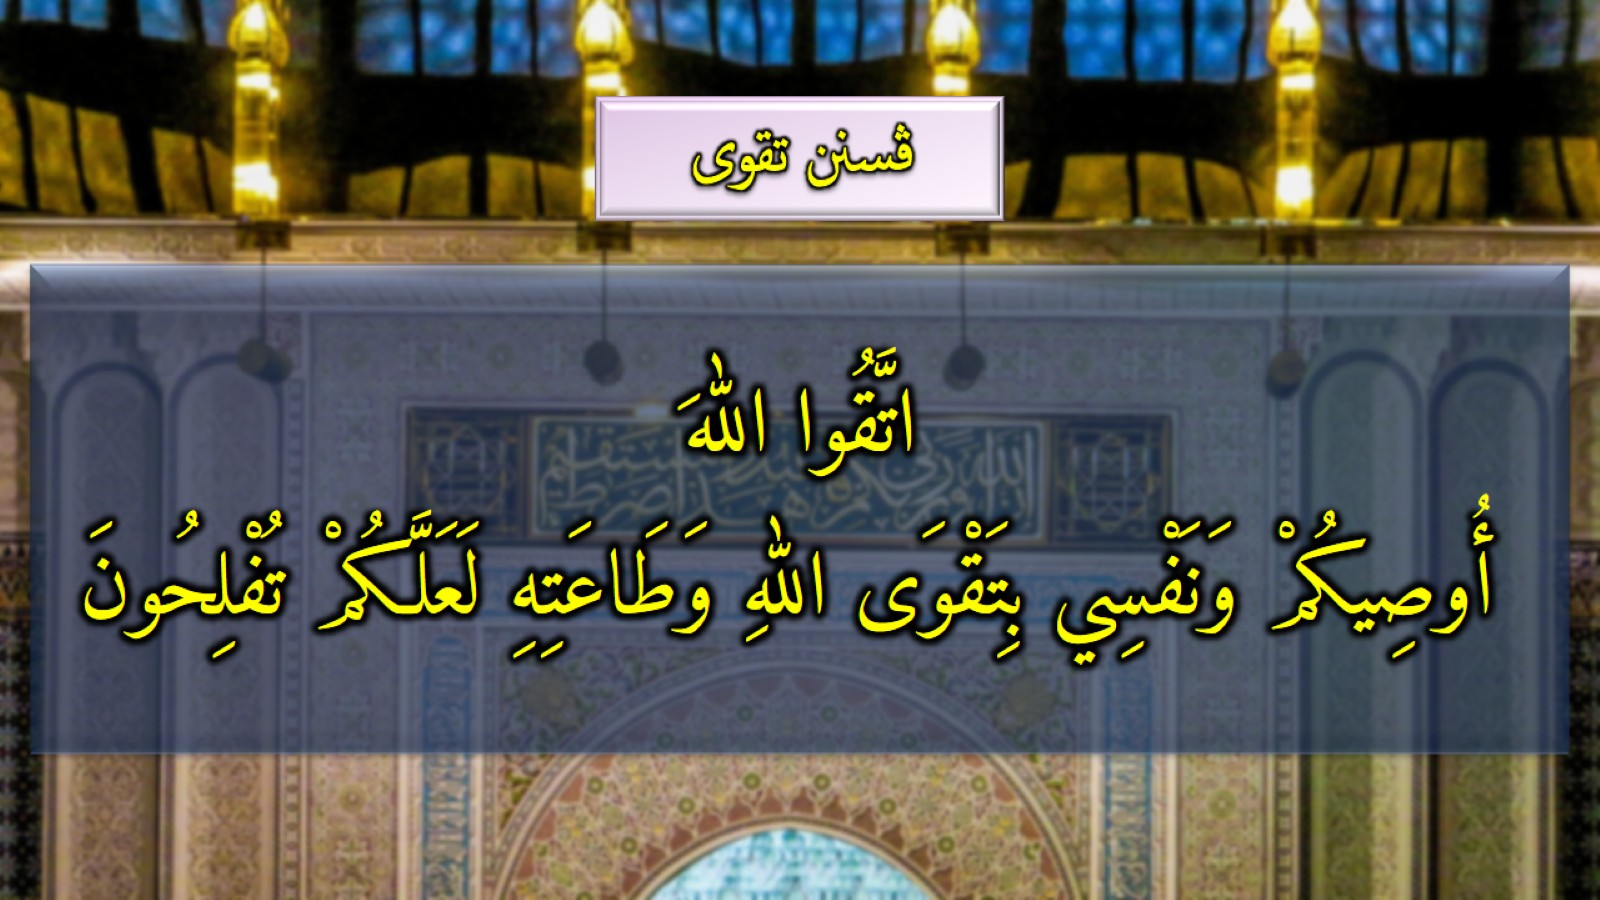 ڤسنن تقوى
اتَّقُوا اللهَ
أُوصِيكُمْ وَنَفْسِي بِتَقْوَى اللهِ وَطَاعَتِهِ لَعَلَّكُمْ تُفْلِحُونَ